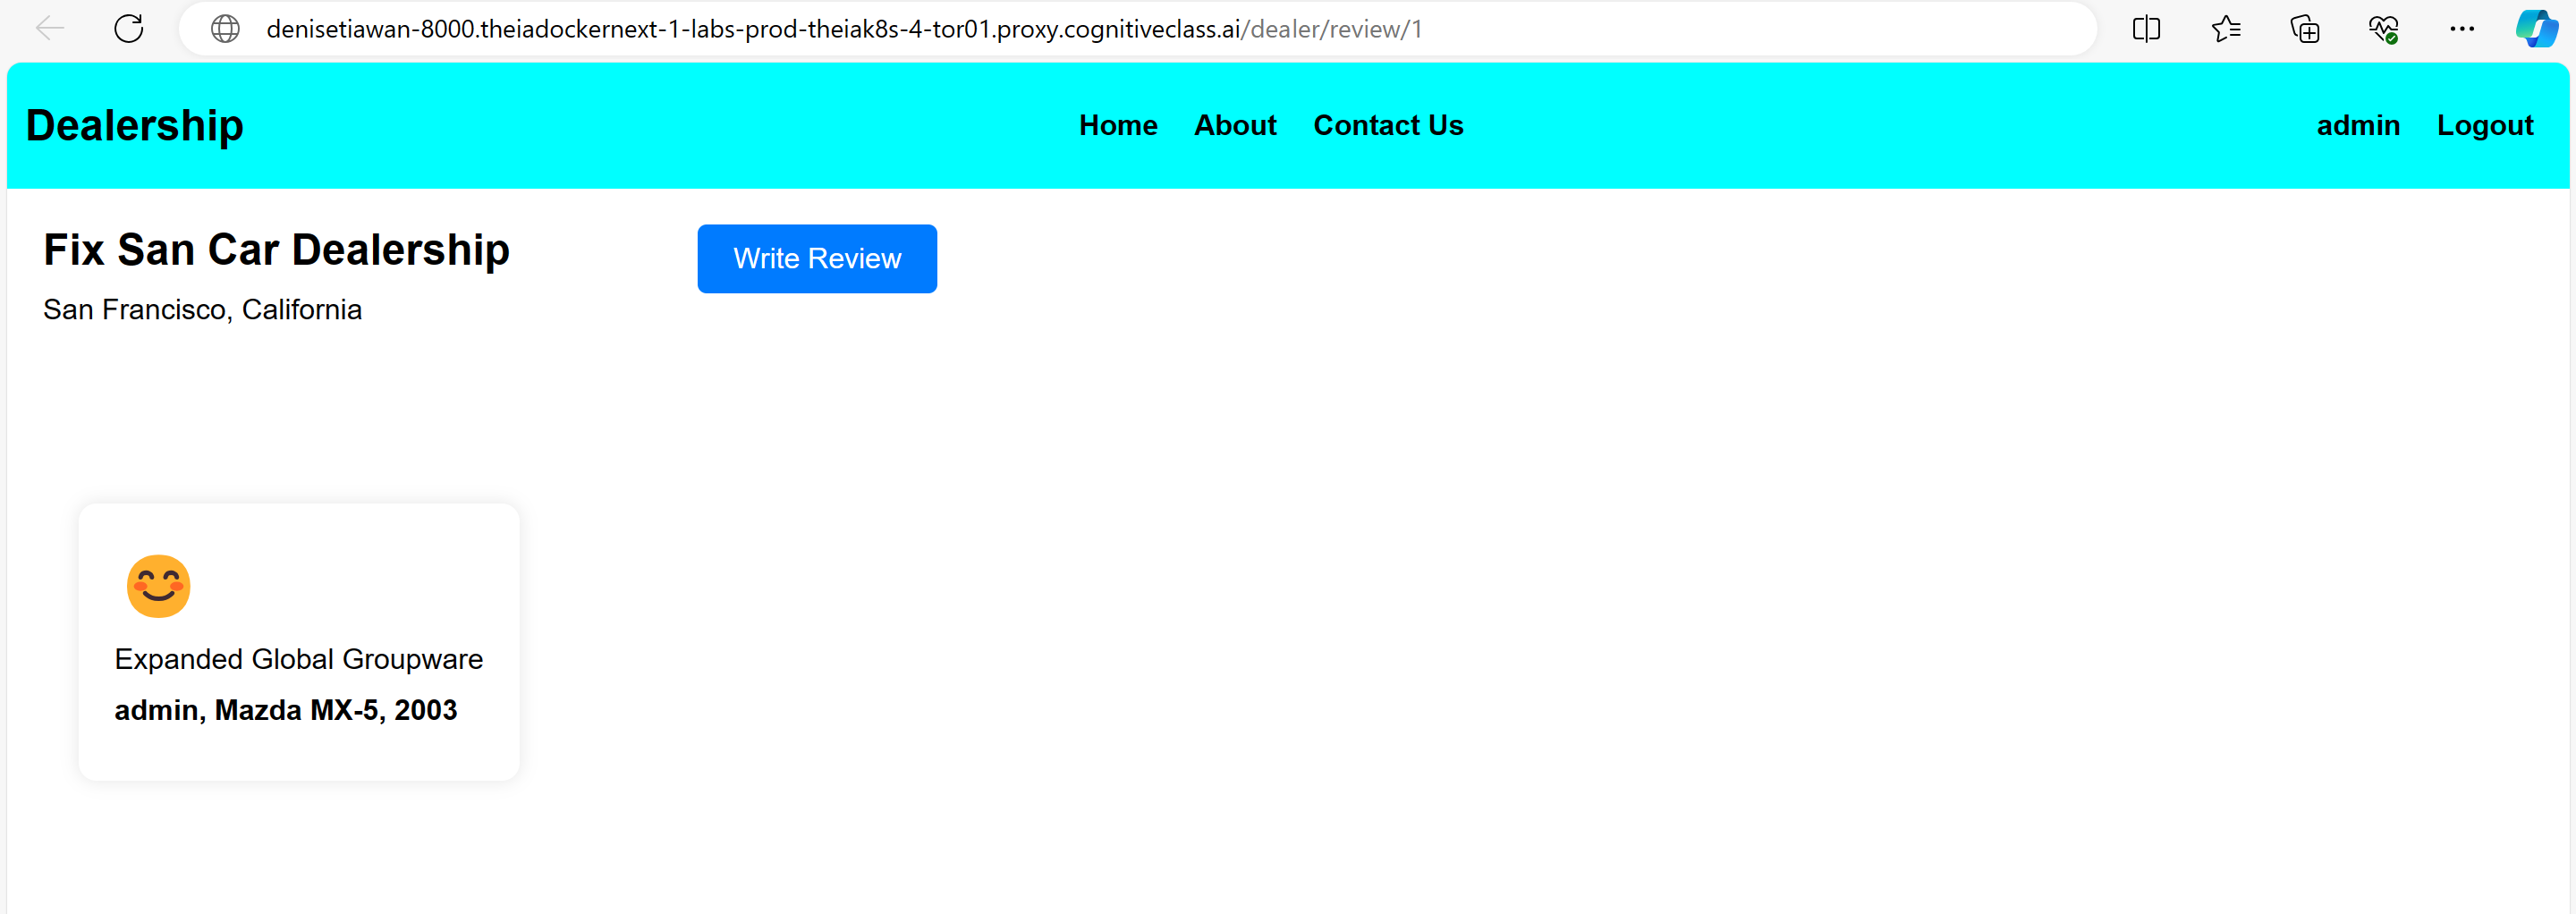 denisetiawan-8000.theiadockernext-1-labs-prod-theiak8s-4-tor01.proxy.cognitiveclass.ai/dealer/review/1
Dealership Home About Contact Us admin Logout
Fix San Car Dealership Write Review
San Francisco, California
Expanded Global Groupware
admin, Mazda MX-5, 2003